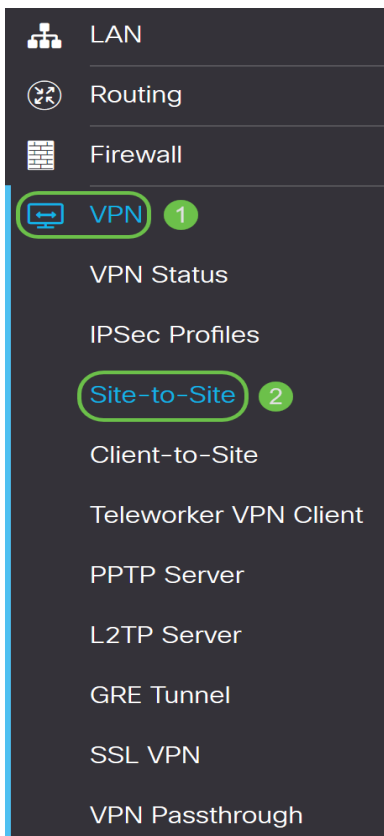 LAN
Routing
Firewall
VPN 1
VPN Status
IPSec Profiles
Site-to-Site 2
Client-to-Site
Teleworker VPN Client
PPTP Server
L2TP Server
GRE Tunnel
SSL VPN
VPN Passthrough